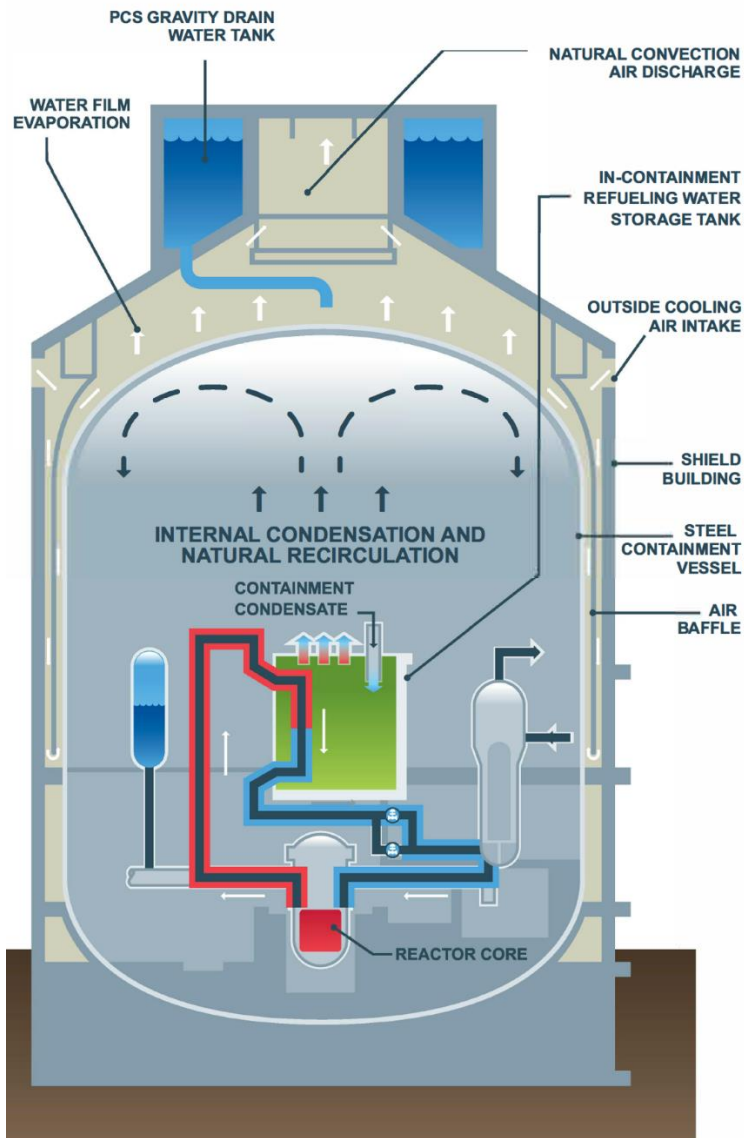 PCS GRAVITY DRAIN
WATER TANK
NATURAL CONVECTION
AIR DISCHARGE
WATER FILM
EVAPORATION
IN-CONTAINMENT
REFUELING WATER
STORAGE TANK
OUTSIDE COOLING
AIR INTAKE
SHIELD
BUILDING
INTERNAL CONDENSATION AND
NATURAL RECIRCULATION
STEEL
CONTAINMENT
VESSEL
CONTAINMENT
CONDENSATE
AIR
BAFFLE
REACTOR CORE